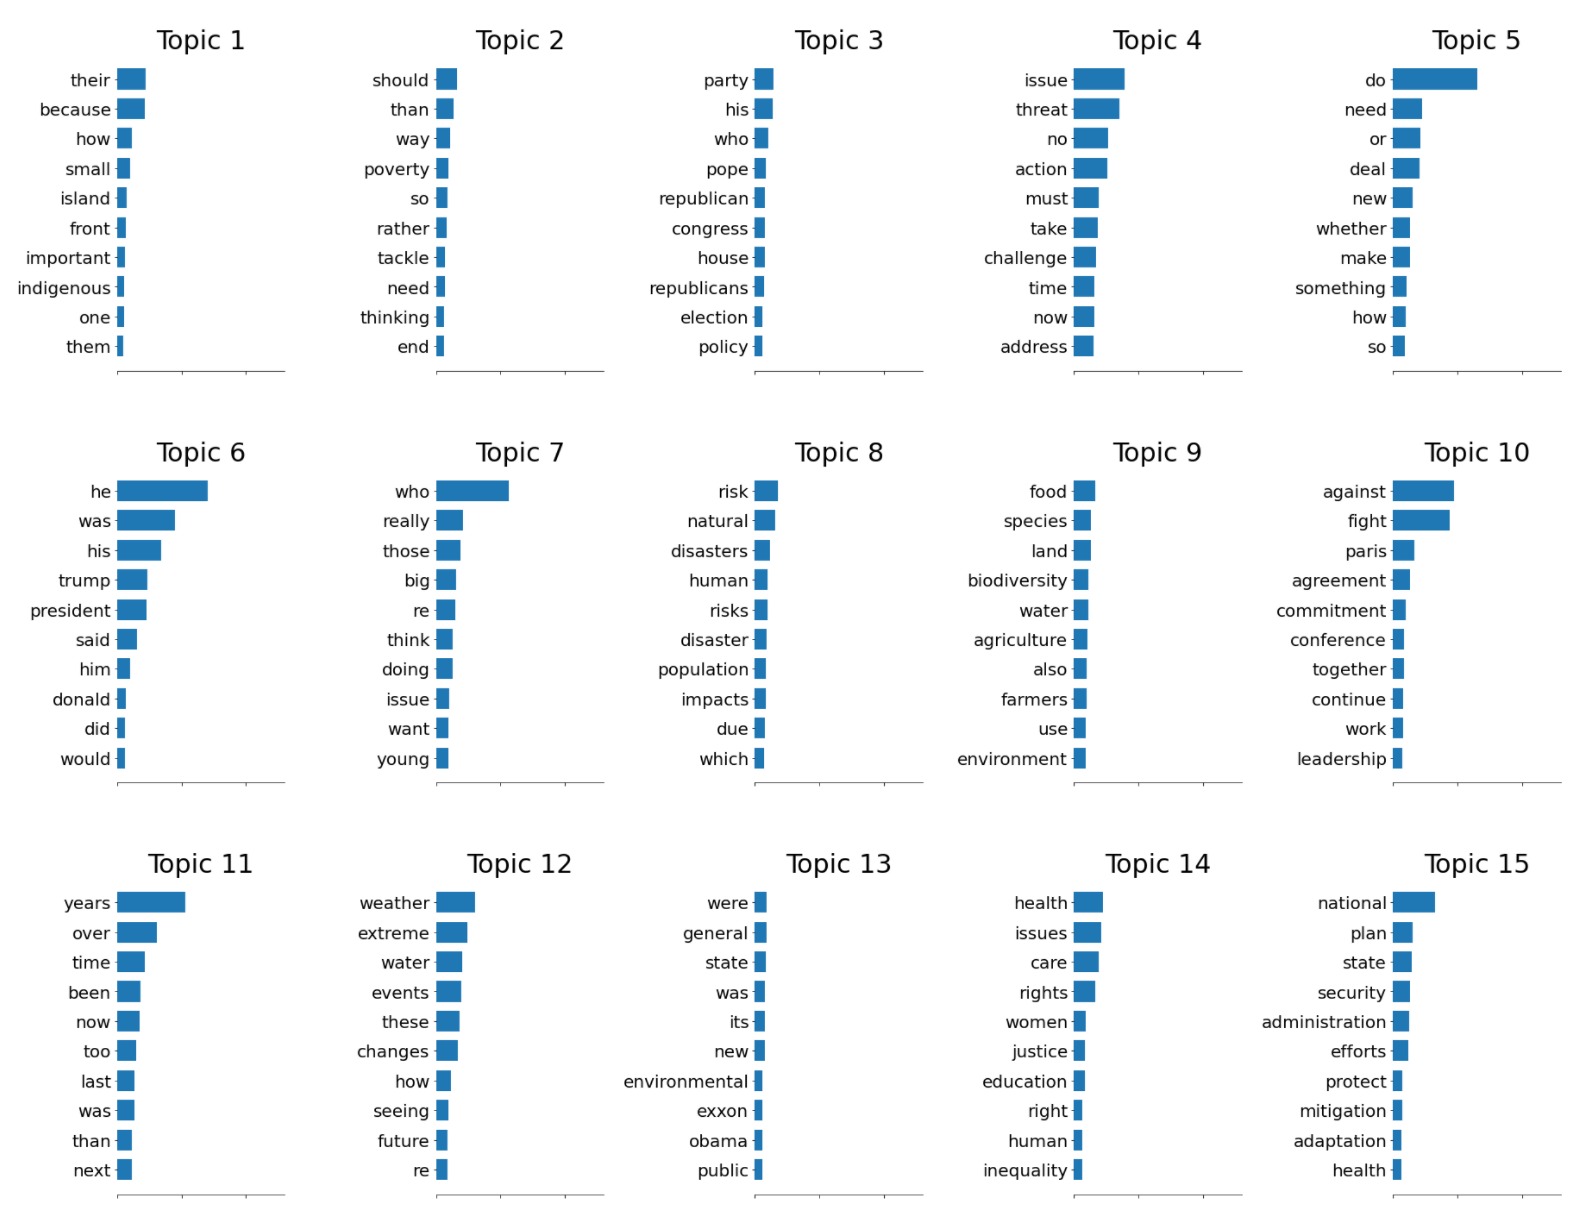 Topic 1
their
because
how
small
island
front
important
indigenous
one
them
Topic 2
should
than
way
poverty
so
rather
tackle
need
thinking
end
Topic 3
party
his
who
pope
republican
congress
house
republicans
election
policy
Topic 4
issue
threat
no
action
must
take
challenge
time
now
address
Topic 5
do
need
or
deal
new
whether
make
something
how
so
Topic 6
he
was
his
trump
president
said
him
donald
did
would
Topic 7
who
really
those
big
re
think
doing
issue
want
young
Topic 8
risk
natural
disasters
human
risks
disaster
population
impacts
due
which
Topic 9
food
species
land
biodiversity
water
agriculture
also
farmers
use
environment
Topic 10
against
fight
paris
agreement
commitment
conference
together
continue
work
leadership
Topic 11
years
over
time
been
now
too
last
was
than
next
Topic 12
weather
extreme
water
events
these
changes
how
seeing
future
re
Topic 13
were
general
state
was
its
new
environmental
exxon
obama
public
Topic 14
health
issues
care
rights
women
justice
education
right
human
inequality
Topic 15
national
plan
state
security
administration
efforts
protect
mitigation
adaptation
health